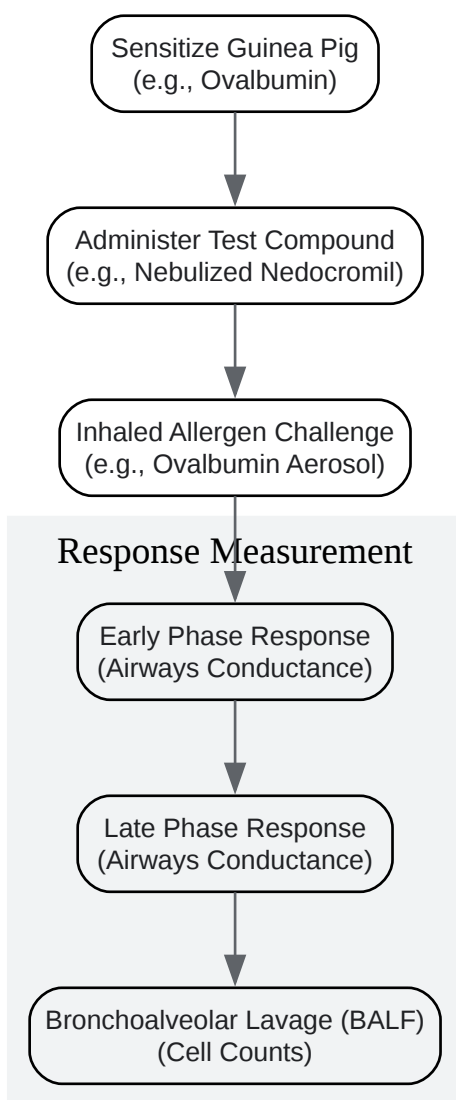 Sensitize Guinea Pig
(e.g., Ovalbumin)
Administer Test Compound
(e.g., Nebulized Nedocromil)
Inhaled Allergen Challenge
(e.g., Ovalbumin Aerosol)
Response Measurement
Early Phase Response
(Airways Conductance)
Late Phase Response
(Airways Conductance)
Bronchoalveolar Lavage (BALF)
(Cell Counts)